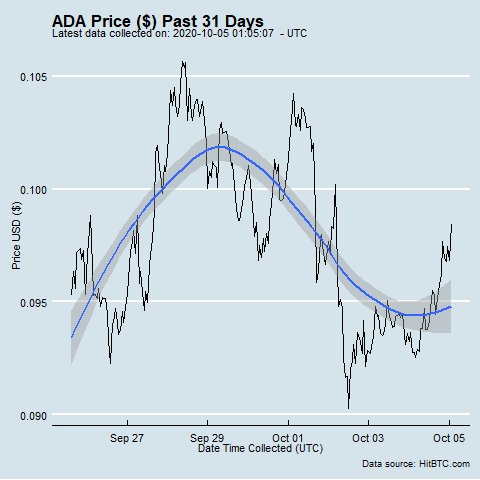 ADA Price ($) Past 31 Days
Latest data collected on: 2020-10-05 01:05:07 - UTC
Price USD ($)
0.105
0.100
0.095
0.090
Sep 27 Sep 29 Oct 01 Oct 03 Oct 05
Date Time Collected (UTC)
Data source: HitBTC.com